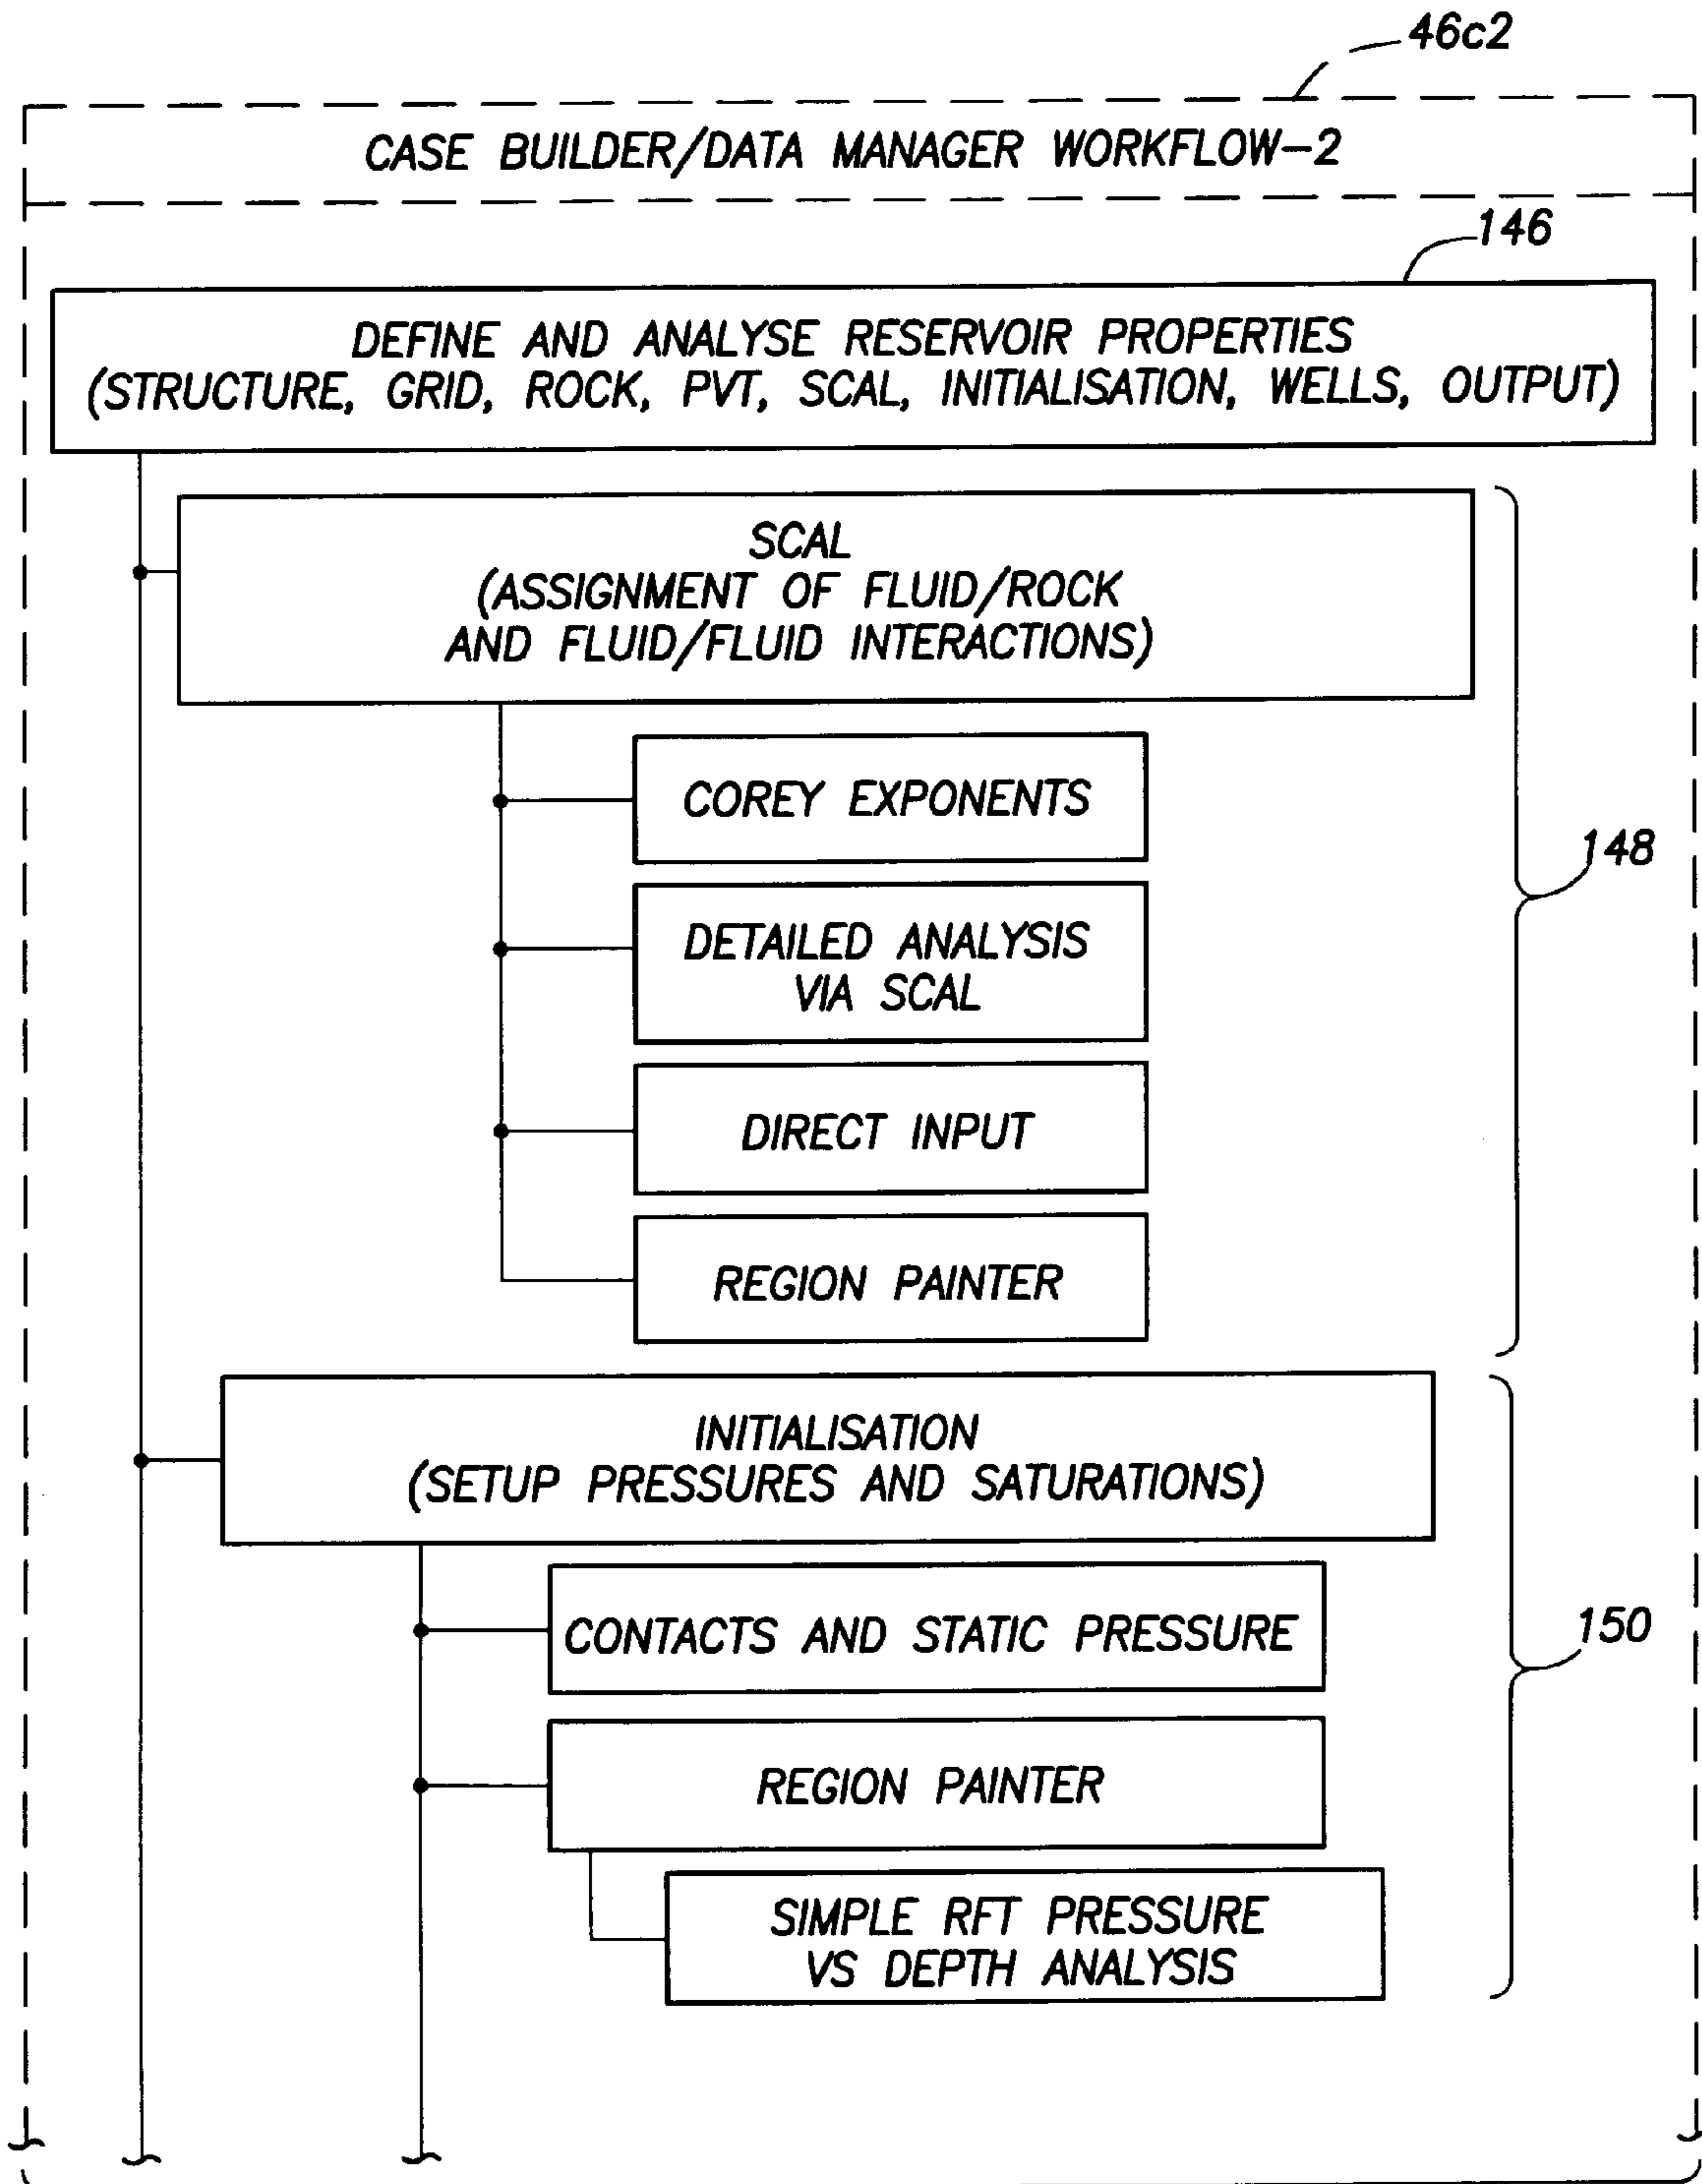 46c2
CASE BUILDER/DATA MANAGER WORKFLOW-2
146
DEFINE AND ANALYSE RESERVOIR PROPERTIES
(STRUCTURE, GRID, ROCK, PVT, SCAL, INITIALISATION, WELLS, OUTPUT)
SCAL
(ASSIGNMENT OF FLUID/ROCK
AND FLUID/FLUID INTERACTIONS)
COREY EXPONENTS
148
DETAILED ANALYSIS
VIA SCAL
DIRECT INPUT
REGION PAINTER
INITIALISATION
(SETUP PRESSURES AND SATURATIONS)
CONTACTS AND STATIC PRESSURE
150
REGION PAINTER
SIMPLE RFT PRESSURE
VS DEPTH ANALYSIS